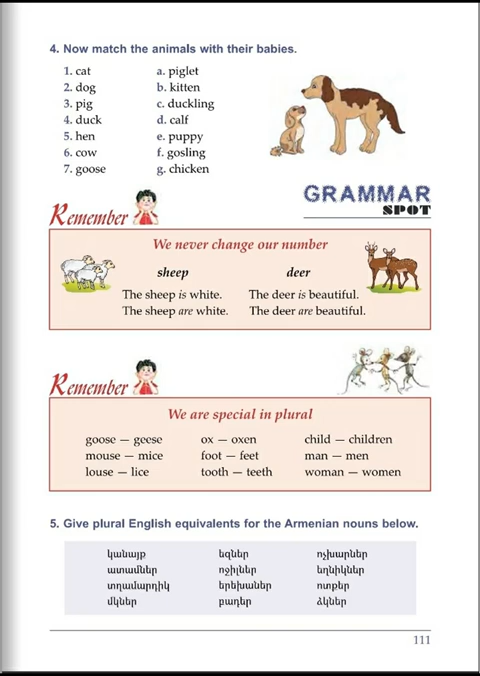 4. Now match the animals with their babies.
1. cat a. piglet
2. dog b. kitten
3. pig c. duckling
4. duck d. calf
5. hen e. puppy
6. cow f. gosling
7. goose g. chicken
GRAMMAR
SPOT
Remember
We never change our number
sheep deer
The sheep is white. The deer is beautiful.
The sheep are white. The deer are beautiful.
Remember
We are special in plural
goose — geese ox — oxen child — children
mouse — mice foot — feet man — men
louse — lice tooth — teeth woman — women
5. Give plural English equivalents for the Armenian nouns below.
կանայք եզներ ոչխարներ
ատամներ ոջիլներ եղնիկներ
տղամարդիկ երեխաներ ոտքեր
մկներ բադեր ձկներ
111